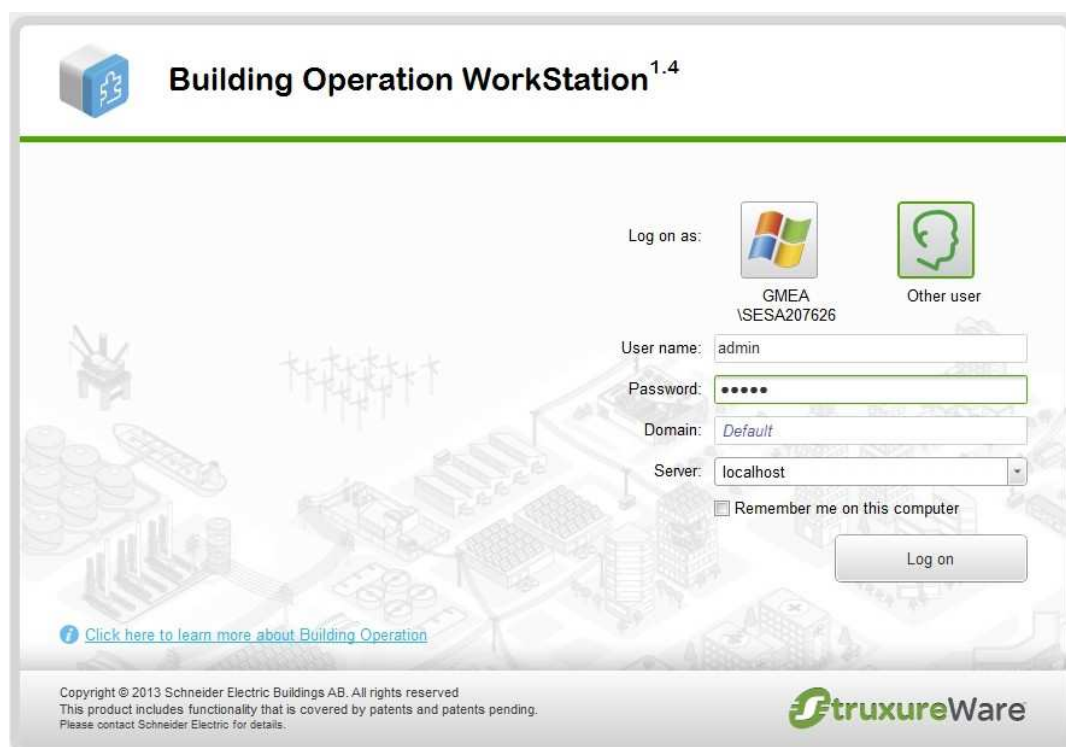 Building Operation WorkStation1.4
Log on as:
GMEA
\SESA207626
Other user
User name: admin
Password: •••••
Domain: Default
Server: localhost
Remember me on this computer
Log on
Click here to learn more about Building Operation
Copyright © 2013 Schneider Electric Buildings AB. All rights reserved
This product includes functionality that is covered by patents and patents pending.
Please contact Schneider Electric for details.
StruxureWare